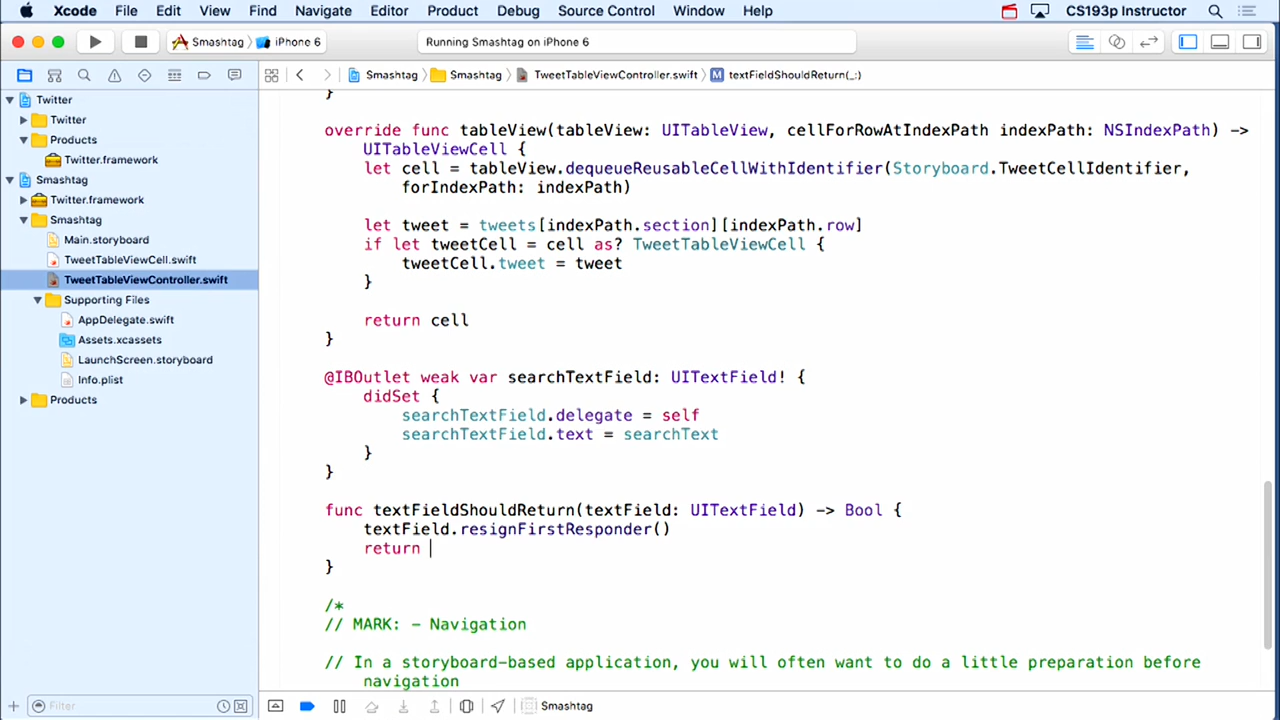 Xcode File Edit View Find Navigate Editor Product Debug Source Control Window Help CS193p Instructor
Smashtag iPhone 6 Running Smashtag on iPhone 6
Smashtag Smashtag TweetTableViewController.swift M textFieldShouldReturn(_:)
Twitter
Twitter
Products
Twitter.framework
Smashtag
Twitter.framework
Smashtag
Main.storyboard
TweetTableViewCell.swift
TweetTableViewController.swift
Supporting Files
AppDelegate.swift
Assets.xcassets
LaunchScreen.storyboard
Info.plist
Products
Filter
}
override func tableView(tableView: UITableView, cellForRowAtIndexPath indexPath: NSIndexPath) ->
UITableViewCell {
let cell = tableView.dequeueReusableCellWithIdentifier(Storyboard.TweetCellIdentifier,
forIndexPath: indexPath)
let tweet = tweets[indexPath.section][indexPath.row]
if let tweetCell = cell as? TweetTableViewCell {
tweetCell.tweet = tweet
}
return cell
}
@IBOutlet weak var searchTextField: UITextField! {
didSet {
searchTextField.delegate = self
searchTextField.text = searchText
}
}
func textFieldShouldReturn(textField: UITextField) -> Bool {
textField.resignFirstResponder()
return
}
/*
// MARK: - Navigation
// In a storyboard-based application, you will often want to do a little preparation before
navigation
Smashtag